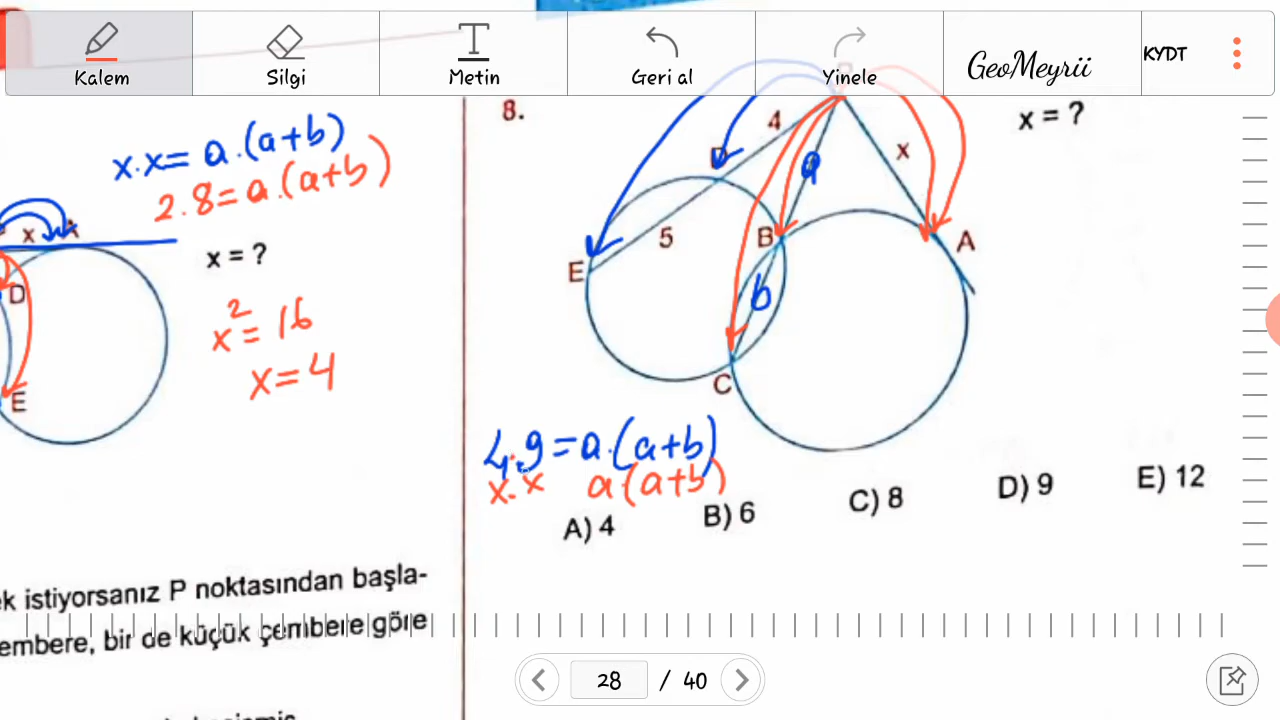 Kalem
Silgi
Metin
Geri al
Yinele
GeoMeyrii
KYDT
x.x = a.(a+b)
2.8 = a.(a+b)
x
A
x = ?
D
x² = 16
x = 4
E
ek istiyorsanız P noktasından başla-
embere, bir de küçük çembere göre
8.
4
a
x
x = ?
5
B
A
E
b
C
4.9 = a.(a+b)
x.x a.(a+b)
A) 4
B) 6
C) 8
D) 9
E) 12
28 / 40